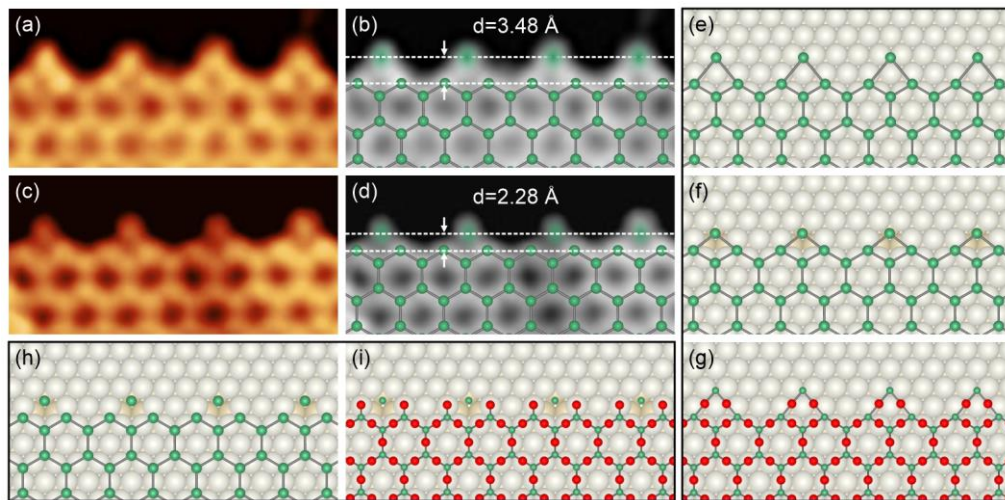 (a)
(b)
d=3.48 Å
(e)
(c)
(d)
d=2.28 Å
(f)
(h)
(i)
(g)